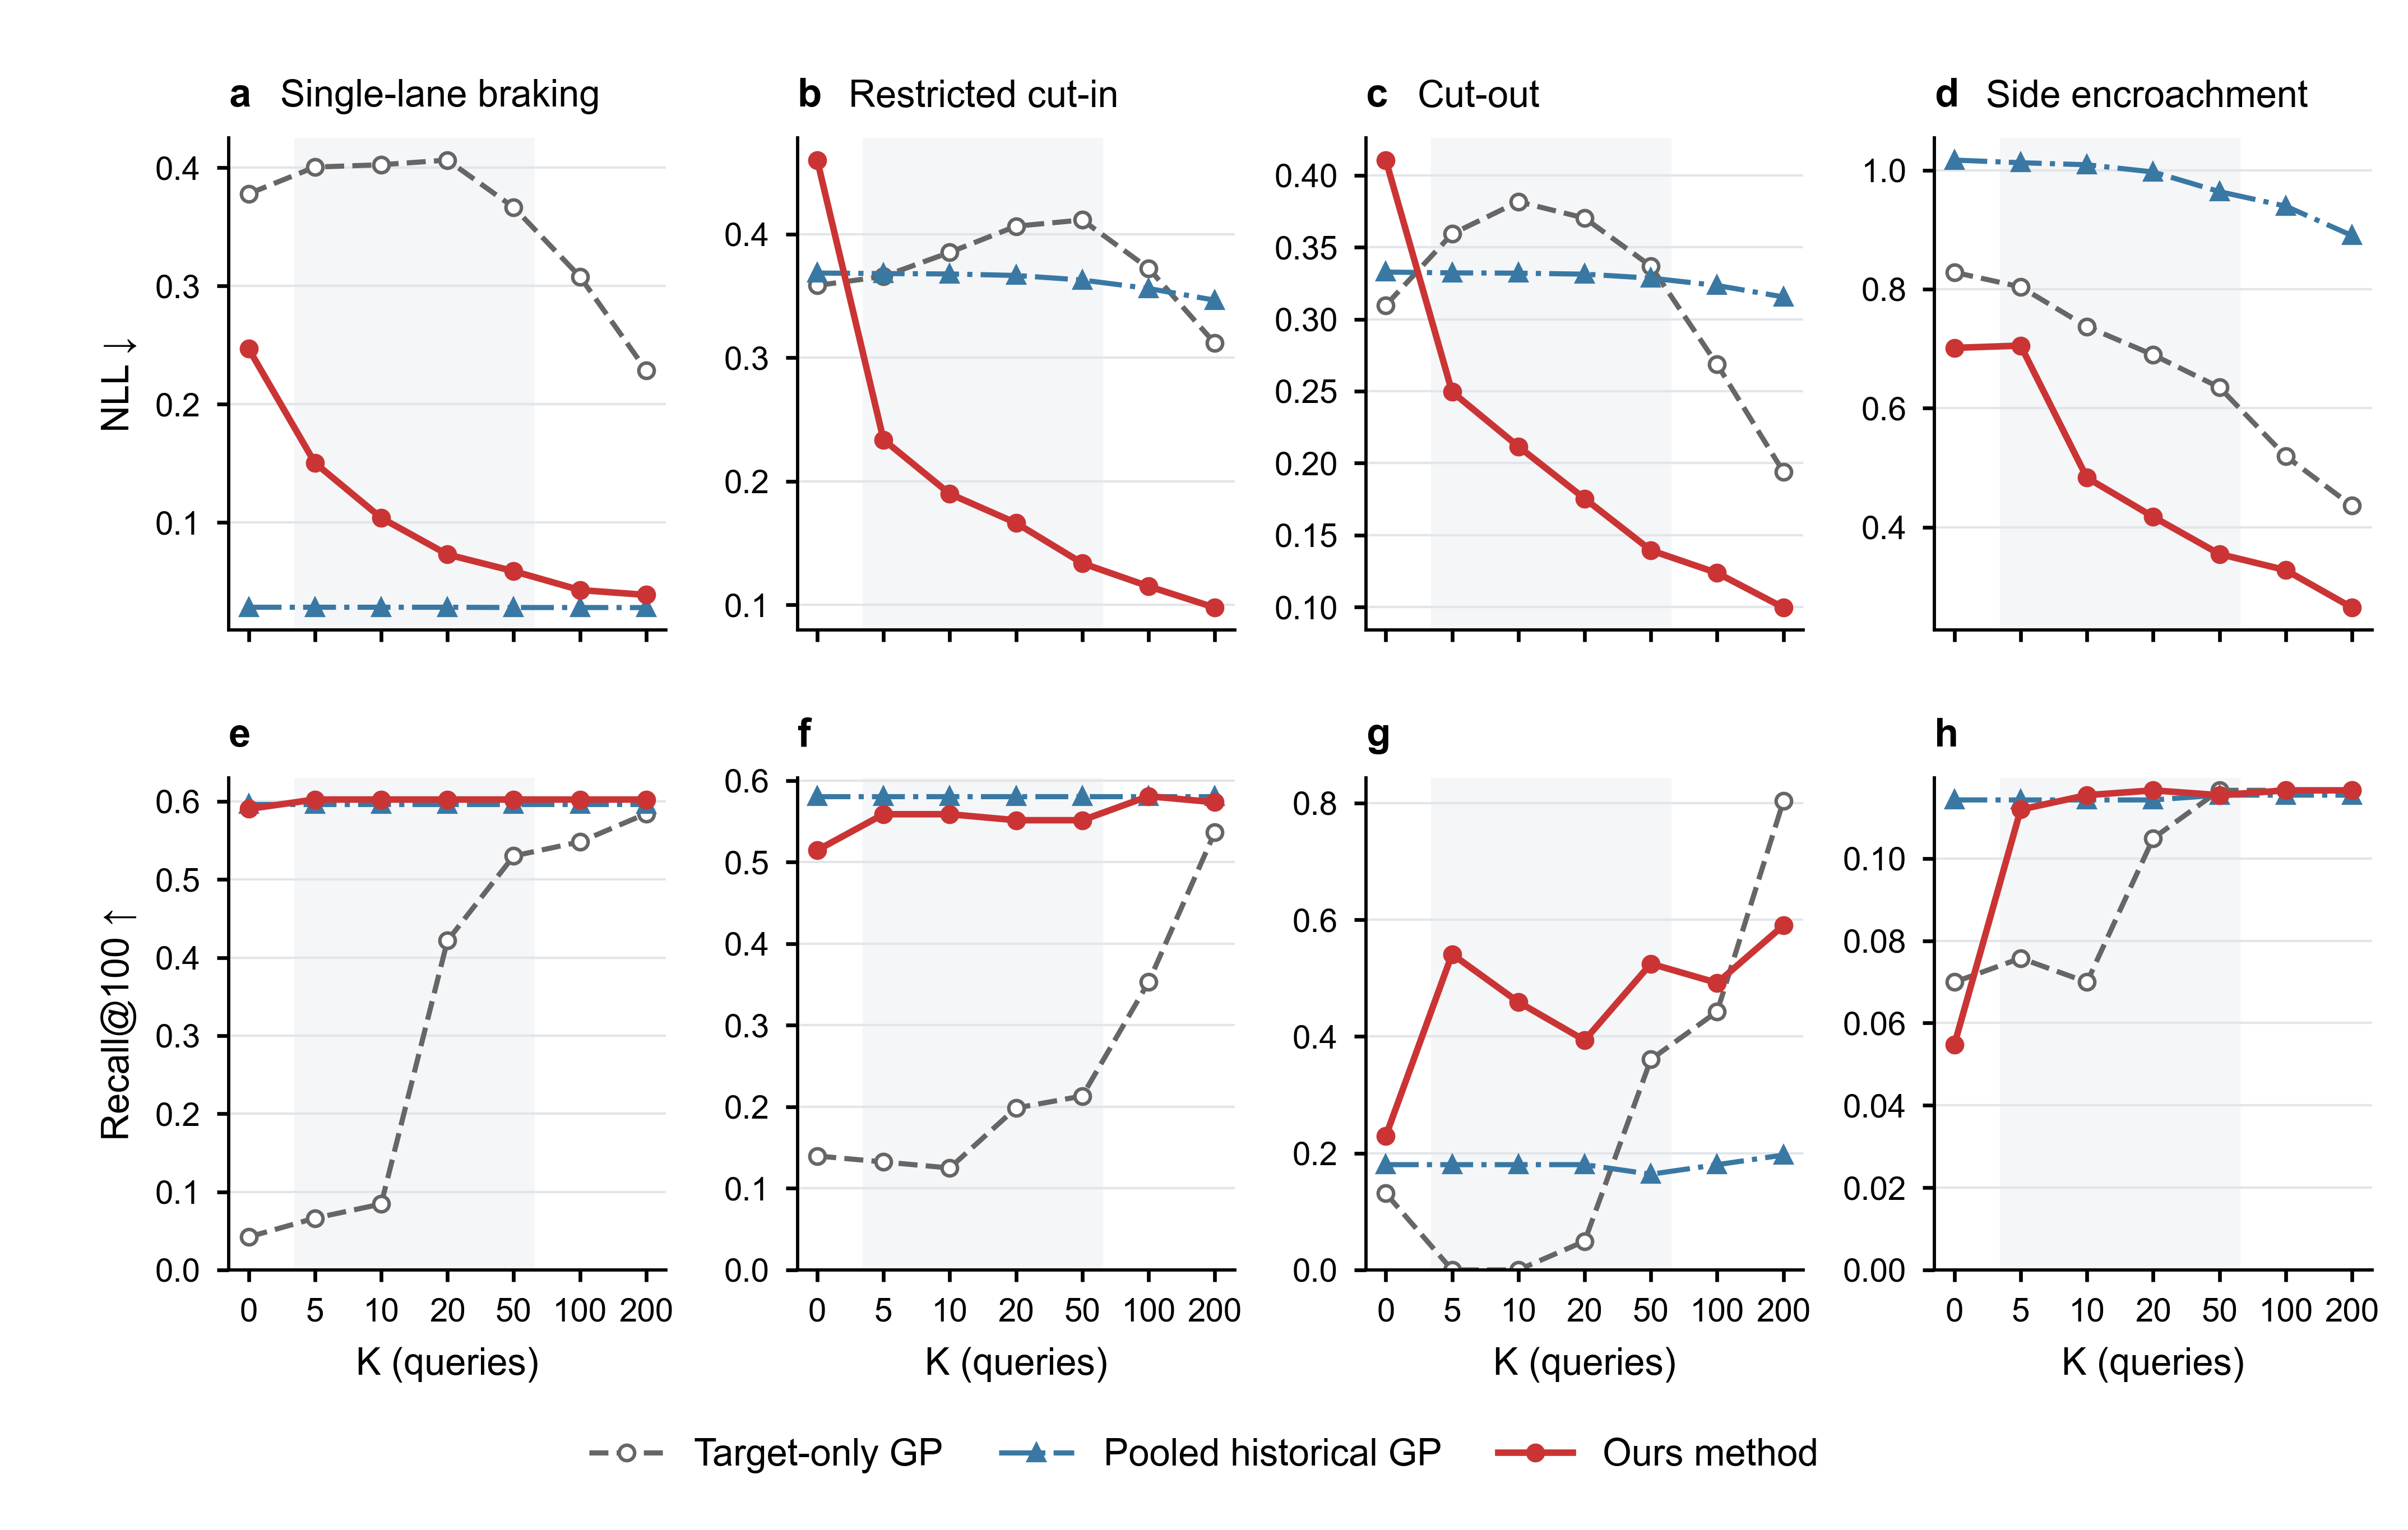 a Single-lane braking
b Restricted cut-in
c Cut-out
d Side encroachment
NLL ↓
0.4
0.3
0.2
0.1
0.4
0.3
0.2
0.1
0.40
0.35
0.30
0.25
0.20
0.15
0.10
1.0
0.8
0.6
0.4
e
f
g
h
Recall@100 ↑
0.6
0.5
0.4
0.3
0.2
0.1
0.0
0.6
0.5
0.4
0.3
0.2
0.1
0.0
0.8
0.6
0.4
0.2
0.0
0.10
0.08
0.06
0.04
0.02
0.00
0 5 10 20 50 100 200
0 5 10 20 50 100 200
0 5 10 20 50 100 200
0 5 10 20 50 100 200
K (queries)
K (queries)
K (queries)
K (queries)
Target-only GP
Pooled historical GP
Ours method